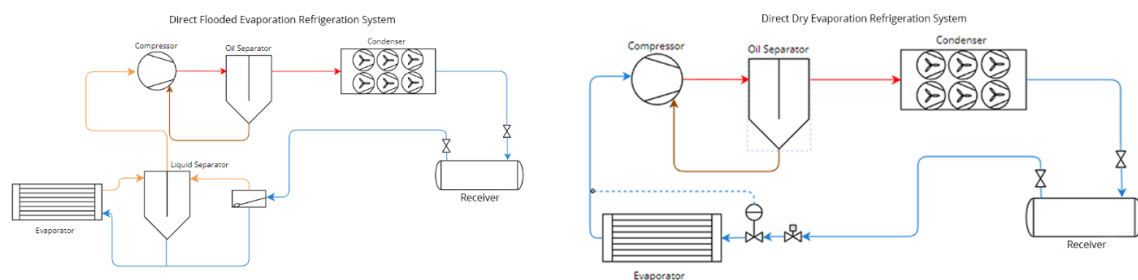 Direct Flooded Evaporation Refrigeration System
Compressor
Oil Separator
Condenser
Liquid Separator
Receiver
Evaporator
Direct Dry Evaporation Refrigeration System
Compressor
Oil Separator
Condenser
Receiver
Evaporator